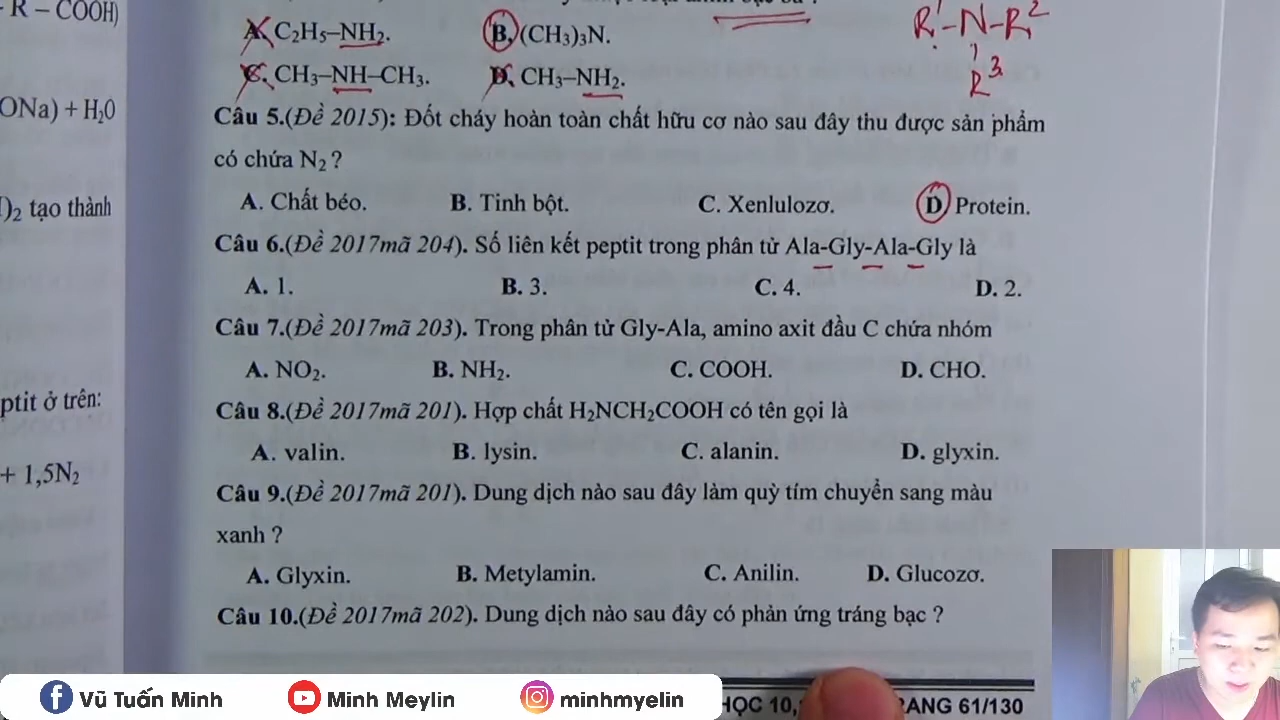 - R – COOH)
A. C₂H₅–NH₂. B. (CH₃)₃N.
R¹-N-R²
R³
C. CH₃–NH–CH₃. D. CH₃–NH₂.
ONa) + H₂O
Câu 5.(Đề 2015): Đốt cháy hoàn toàn chất hữu cơ nào sau đây thu được sản phẩm
có chứa N₂ ?
)₂ tạo thành
A. Chất béo. B. Tinh bột. C. Xenlulozơ. D Protein.
Câu 6.(Đề 2017mã 204). Số liên kết peptit trong phân tử Ala-Gly-Ala-Gly là
A. 1. B. 3. C. 4. D. 2.
Câu 7.(Đề 2017mã 203). Trong phân tử Gly-Ala, amino axit đầu C chứa nhóm
A. NO₂. B. NH₂. C. COOH. D. CHO.
ptit ở trên:
Câu 8.(Đề 2017mã 201). Hợp chất H₂NCH₂COOH có tên gọi là
A. valin. B. lysin. C. alanin. D. glyxin.
+ 1,5N₂
Câu 9.(Đề 2017mã 201). Dung dịch nào sau đây làm quỳ tím chuyển sang màu
xanh ?
A. Glyxin. B. Metylamin. C. Anilin. D. Glucozơ.
Câu 10.(Đề 2017mã 202). Dung dịch nào sau đây có phản ứng tráng bạc ?
Vũ Tuấn Minh Minh Meylin minhmyelin
HỌC 10, RANG 61/130